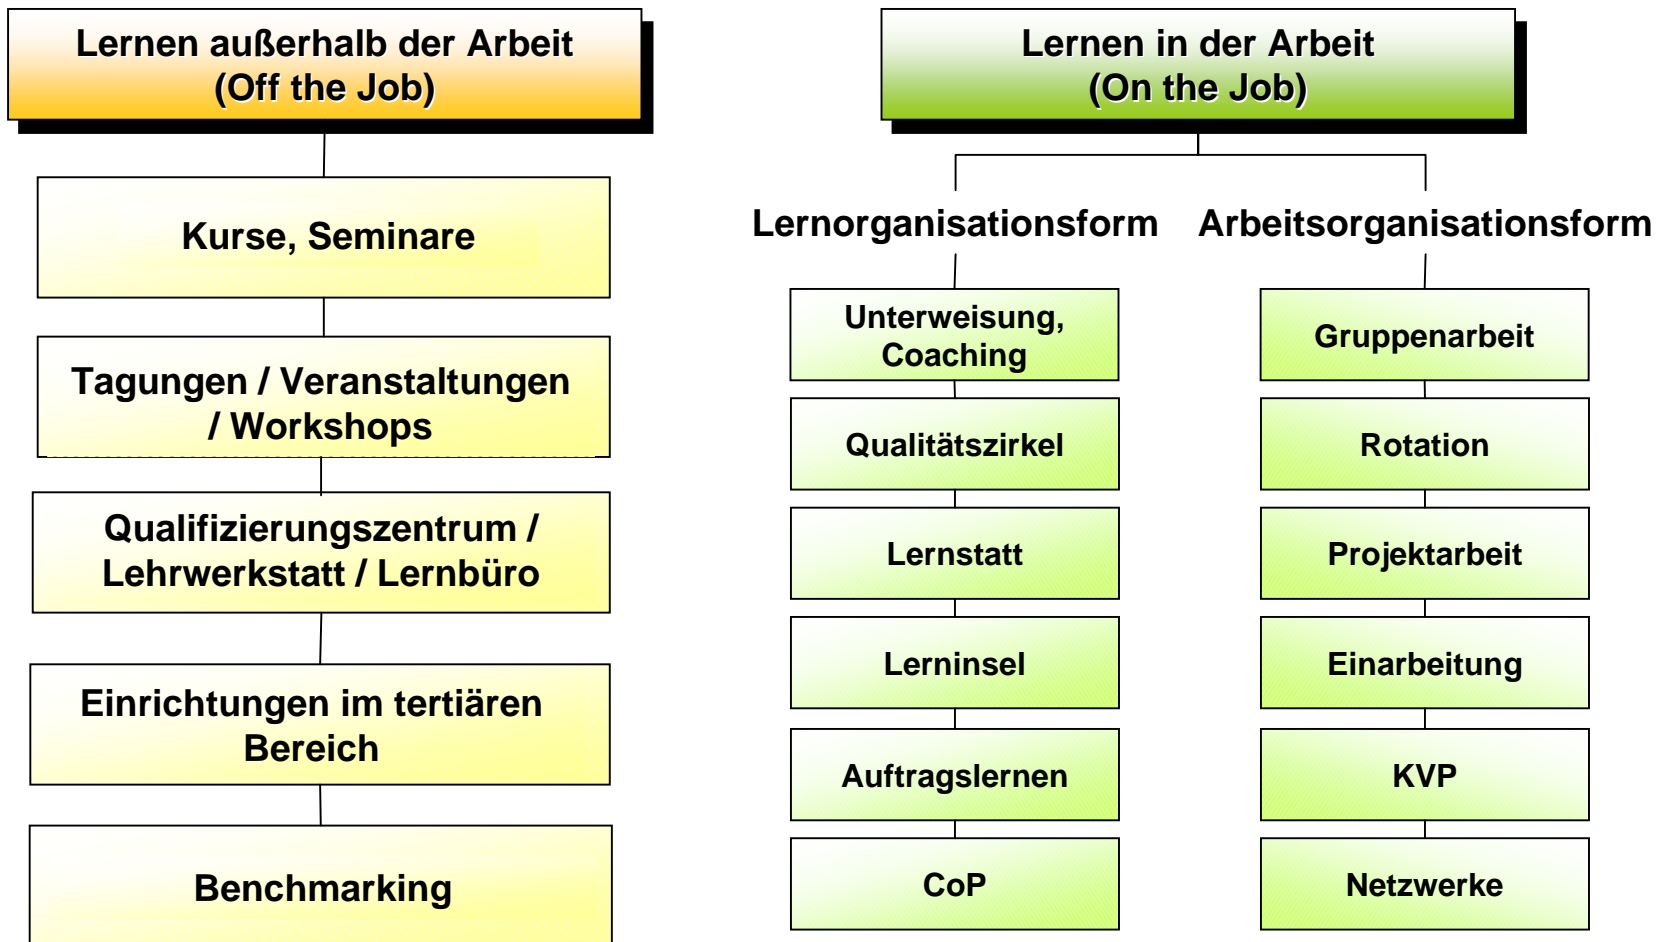 Lernen außerhalb der Arbeit
(Off the Job)
Kurse, Seminare
Tagungen / Veranstaltungen
/ Workshops
Qualifizierungszentrum /
Lehrwerkstatt / Lernbüro
Einrichtungen im tertiären
Bereich
Benchmarking
Lernen in der Arbeit
(On the Job)
Lernorganisationsform
Unterweisung,
Coaching
Qualitätszirkel
Lernstatt
Lerninsel
Auftragslernen
CoP
Arbeitsorganisationsform
Gruppenarbeit
Rotation
Projektarbeit
Einarbeitung
KVP
Netzwerke